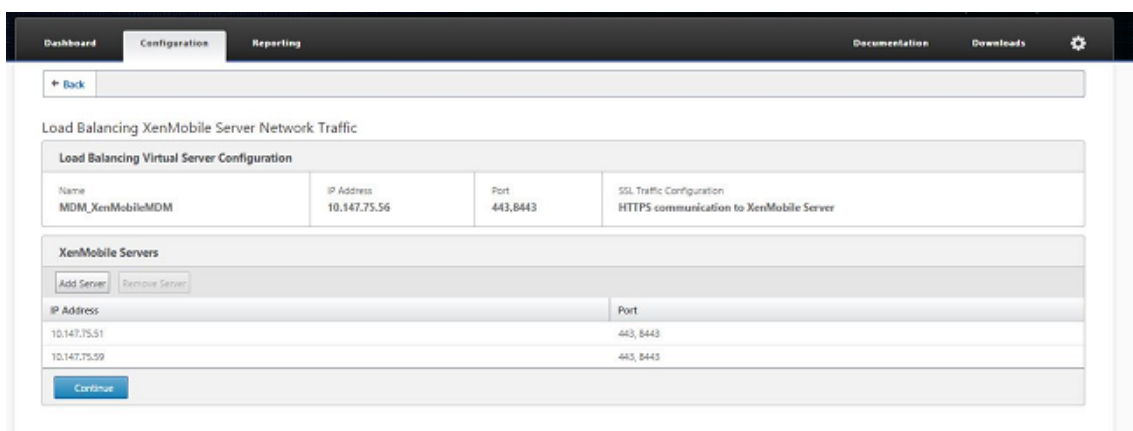 Dashboard Configuration Reporting Documentation Downloads
← Back
Load Balancing XenMobile Server Network Traffic
Load Balancing Virtual Server Configuration
Name IP Address Port SSL Traffic Configuration
MDM_XenMobileMDM 10.147.75.56 443,8443 HTTPS communication to XenMobile Server
XenMobile Servers
Add Server Remove Server
IP Address Port
10.147.75.51 443, 8443
10.147.75.59 443, 8443
Continue